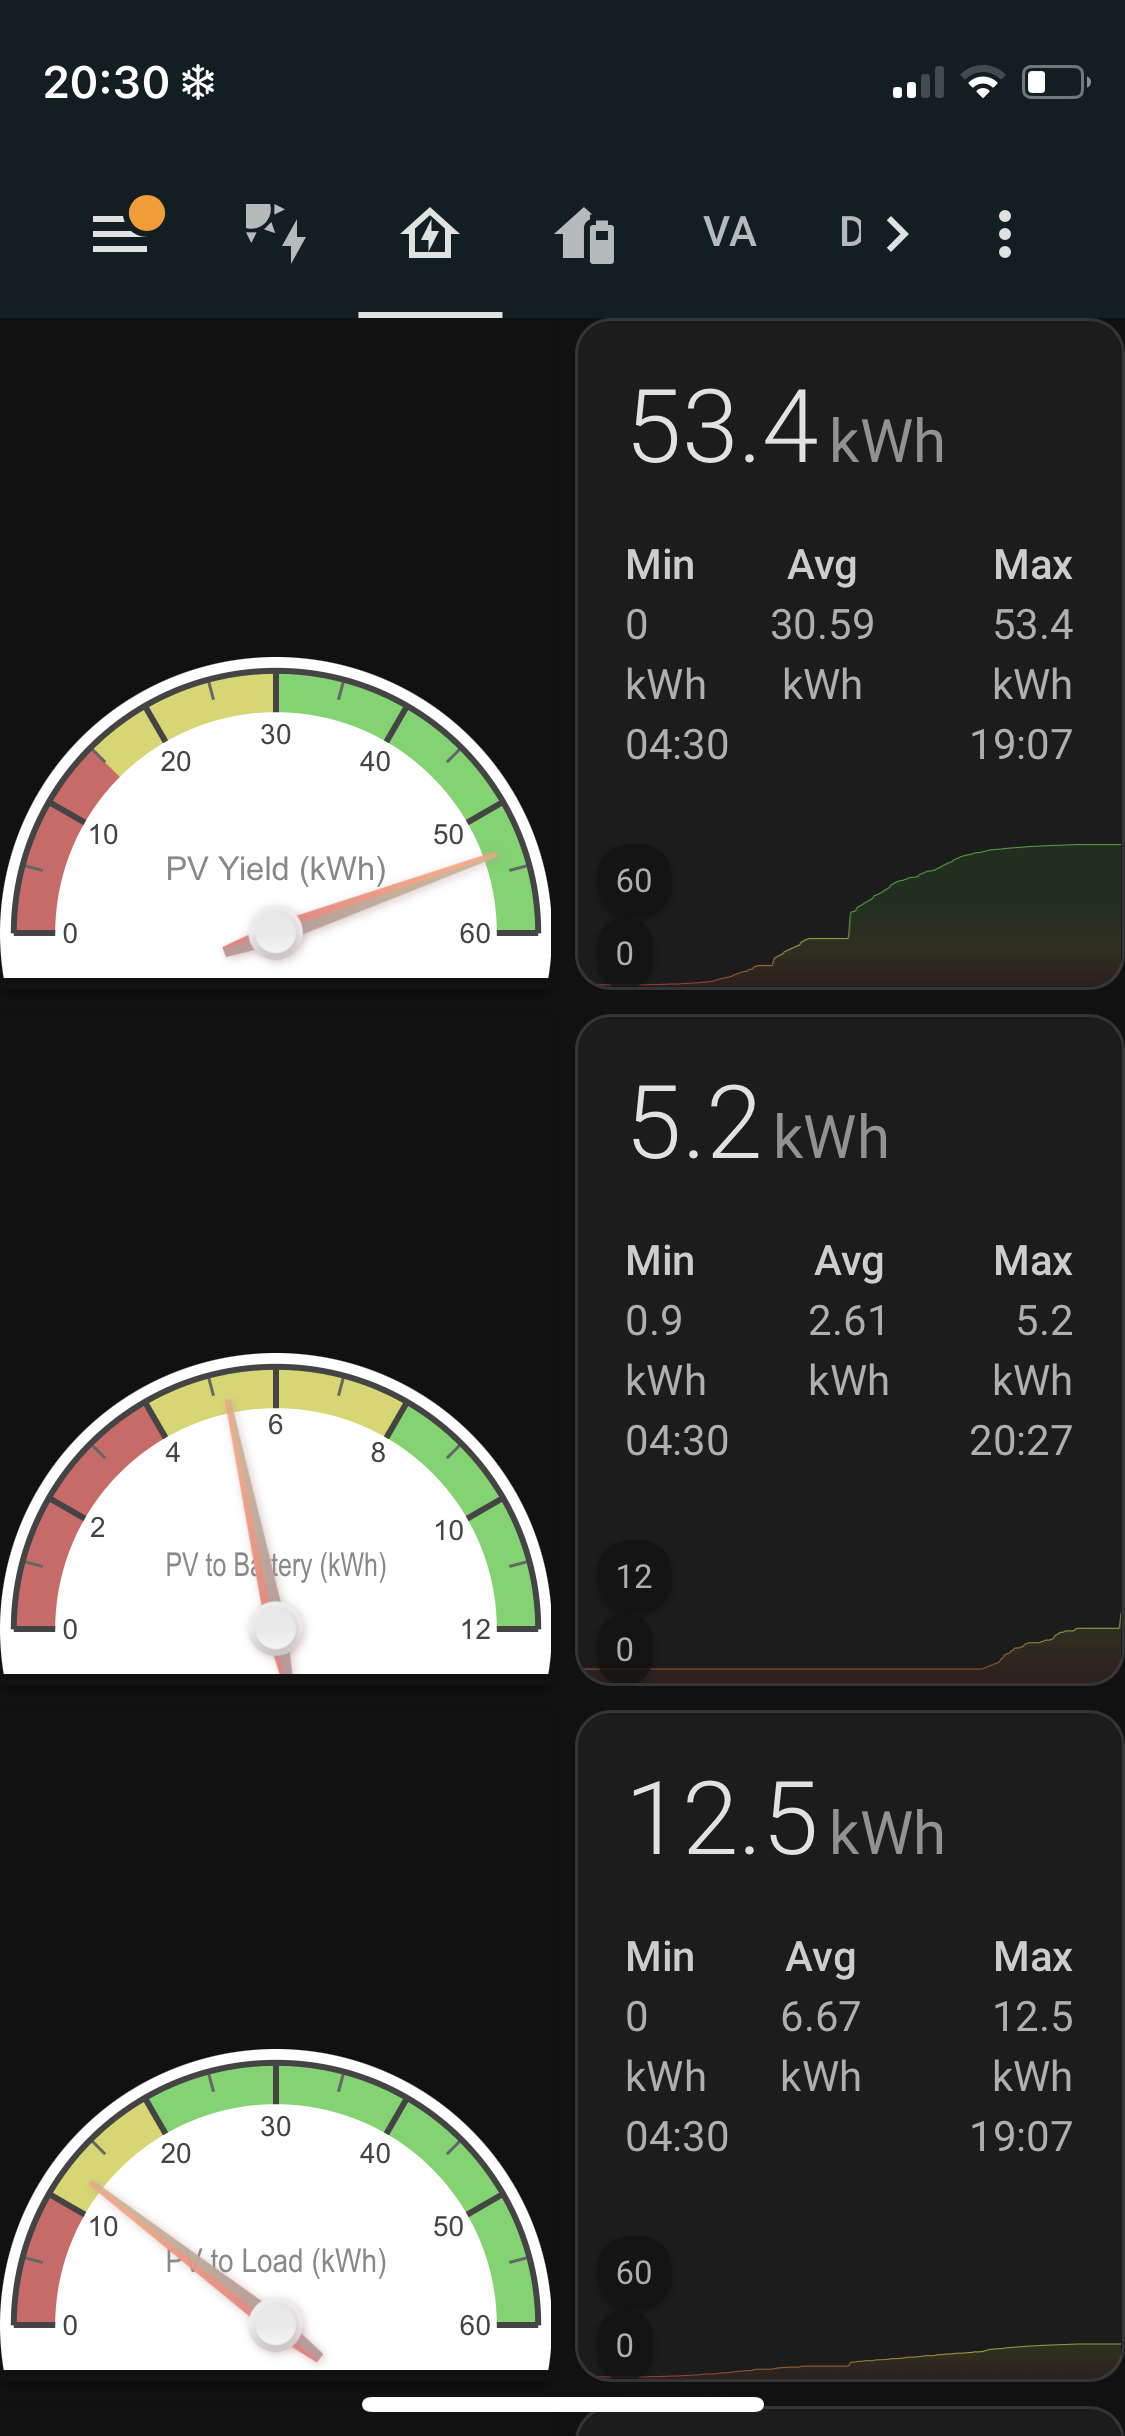 20:30
VA
D
53.4 kWh
Min Avg Max
0 30.59 53.4
kWh kWh kWh
04:30 19:07
60
0
0 10 20 30 40 50 60
PV Yield (kWh)
5.2 kWh
Min Avg Max
0.9 2.61 5.2
kWh kWh kWh
04:30 20:27
12
0
0 2 4 6 8 10 12
PV to Battery (kWh)
12.5 kWh
Min Avg Max
0 6.67 12.5
kWh kWh kWh
04:30 19:07
60
0
0 10 20 30 40 50 60
PV to Load (kWh)